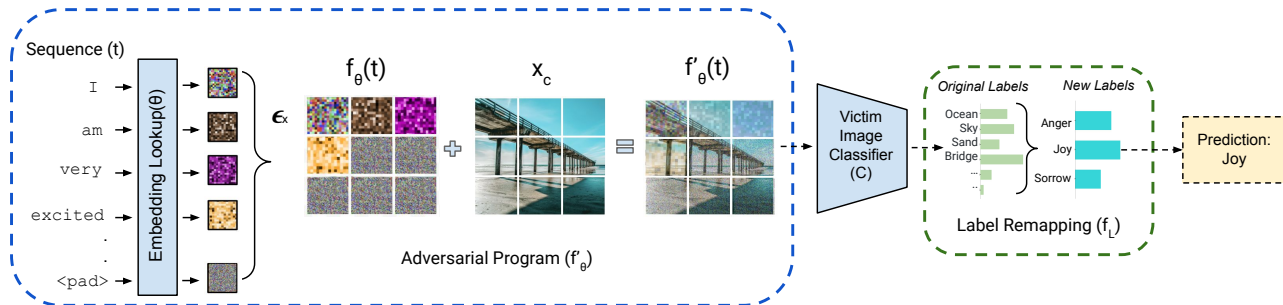 Sequence (t)
I
am
very
excited
.
.
<pad>
Embedding Lookup(θ)
ϵx
fθ(t)
+
xc
=
f'θ(t)
Adversarial Program (f'θ)
Victim
Image
Classifier
(C)
Original Labels
Ocean
Sky
Sand
Bridge
...
..
New Labels
Anger
Joy
Sorrow
Label Remapping (fL)
Prediction:
Joy